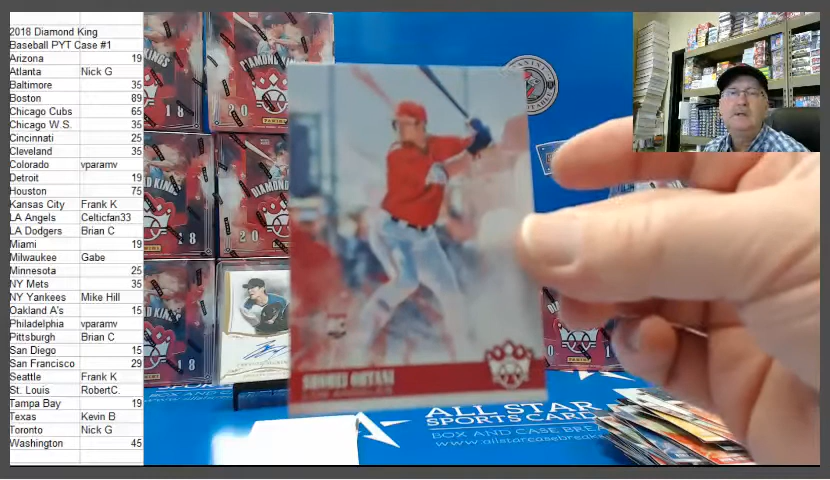 2018 Diamond King
Baseball PYT Case #1
Arizona 19
Atlanta Nick G
Baltimore 35
Boston 89
Chicago Cubs 65
Chicago W.S. 35
Cincinnati 25
Cleveland 35
Colorado vparamv
Detroit 19
Houston 75
Kansas City Frank K
LA Angels Celticfan33
LA Dodgers Brian C
Miami 19
Milwaukee Gabe
Minnesota 25
NY Mets 35
NY Yankees Mike Hill
Oakland A's 15
Philadelphia vparamv
Pittsburgh Brian C
San Diego 15
San Francisco 29
Seattle Frank K
St. Louis RobertC.
Tampa Bay 19
Texas Kevin B
Toronto Nick G
Washington 45
SHOHEI OHTANI
ALL STAR
SPORTS CARD
BOX AND CASE BREA
www.allstarcasebreaks